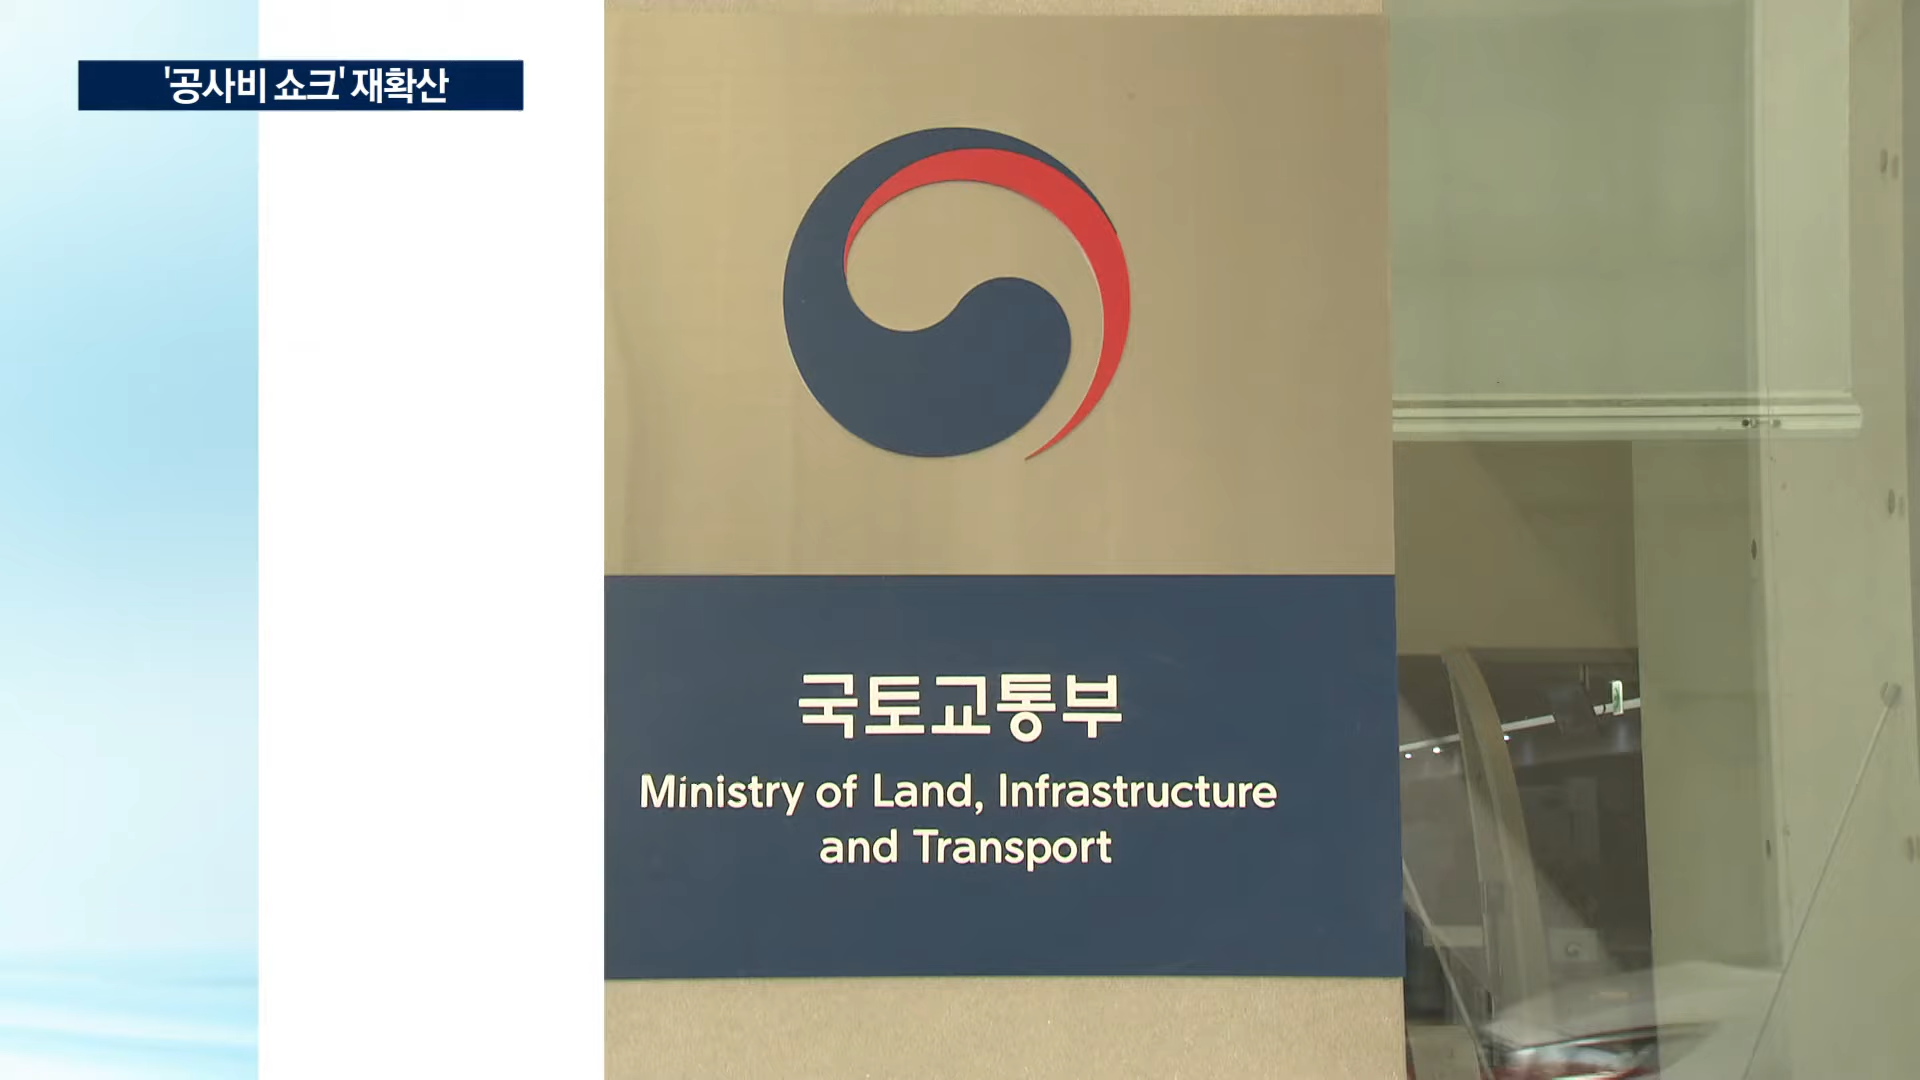 '공사비 쇼크' 재확산
국토교통부
Ministry of Land, Infrastructure
and Transport